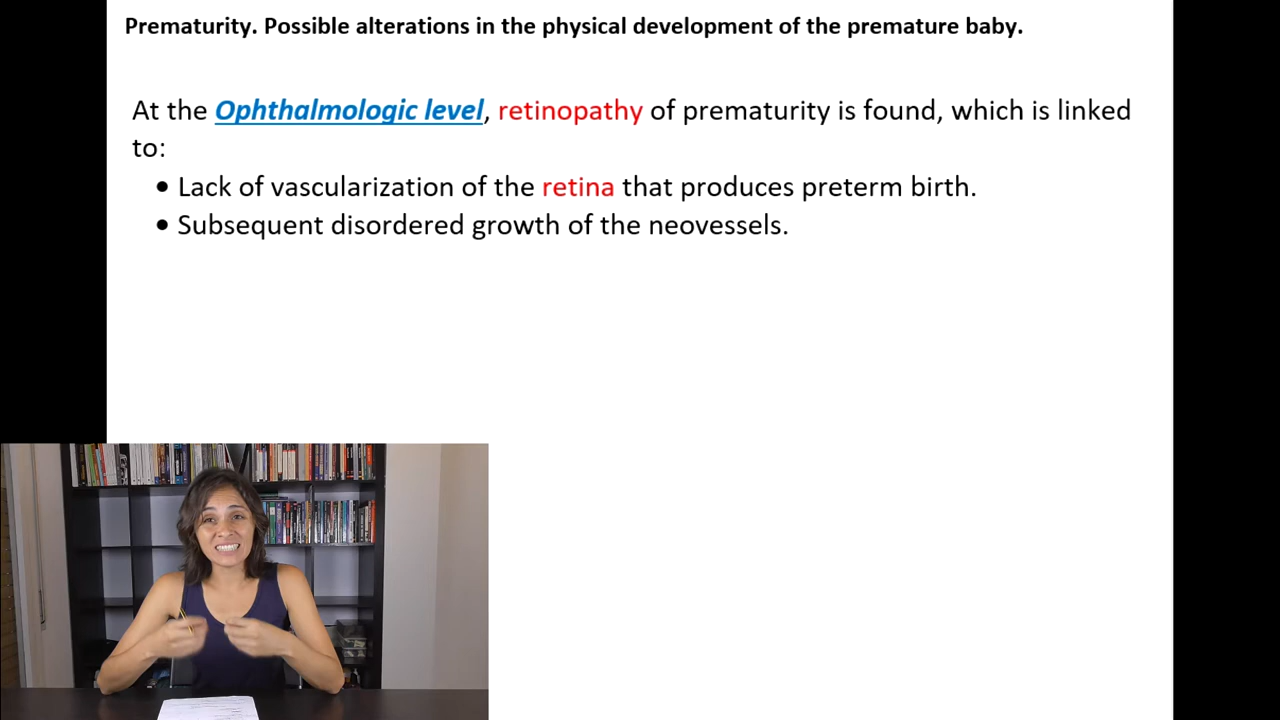 Prematurity. Possible alterations in the physical development of the premature baby.
At the Ophthalmologic level, retinopathy of prematurity is found, which is linked
to:
• Lack of vascularization of the retina that produces preterm birth.
• Subsequent disordered growth of the neovessels.